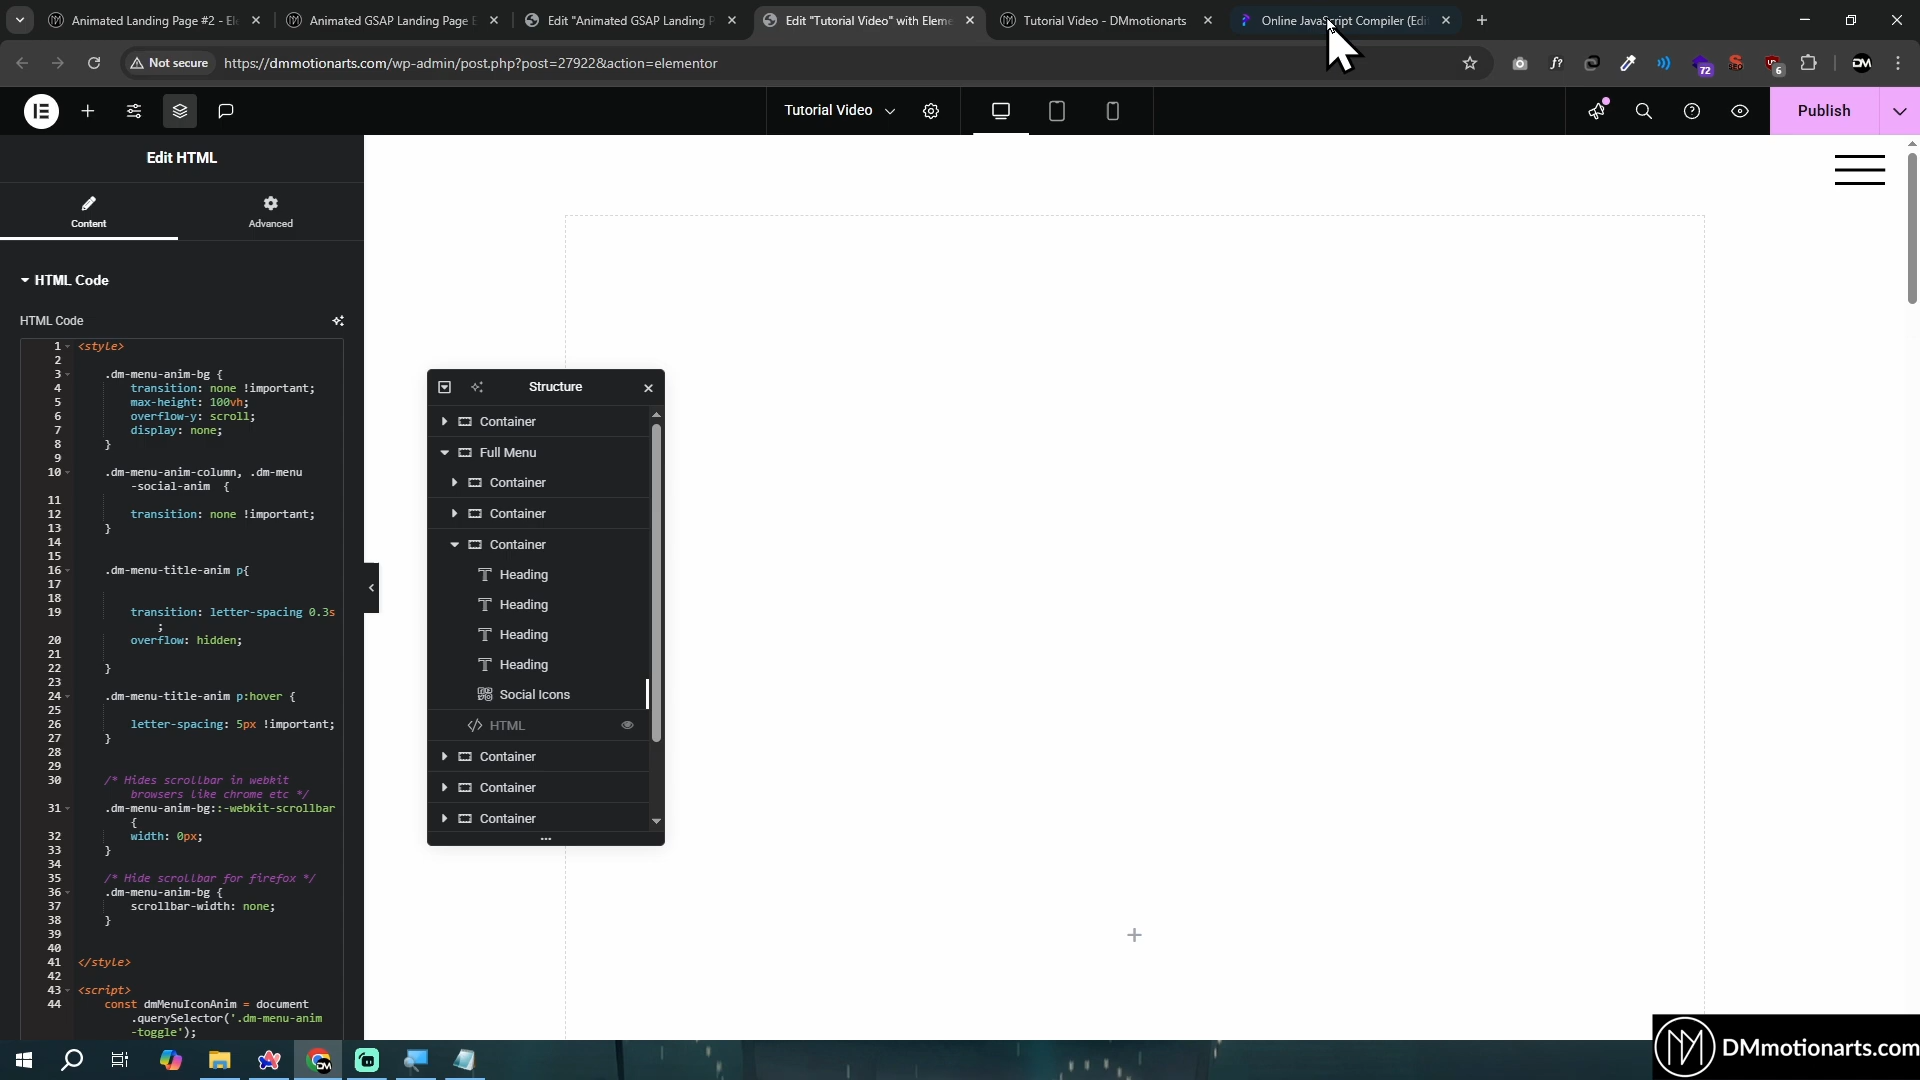 Animated Landing Page #2 - El
Animated GSAP Landing Page E
Edit "Animated GSAP Landing P
Edit "Tutorial Video" with Eleme
Tutorial Video - DMmotionarts
Online JavaScript Compiler (Edi
Not secure
https://dmmotionarts.com/wp-admin/post.php?post=27922&action=elementor
f?
72
SEO
6
DM
Tutorial Video
Publish
Edit HTML
Content
Advanced
HTML Code
HTML Code
1 <style>
2
3 .dm-menu-anim-bg {
4 transition: none !important;
5 max-height: 100vh;
6 overflow-y: scroll;
7 display: none;
8 }
9
10 .dm-menu-anim-column, .dm-menu
-social-anim {
11
12 transition: none !important;
13 }
14
15
16 .dm-menu-title-anim p{
17
18
19 transition: letter-spacing 0.3s
;
20 overflow: hidden;
21
22 }
23
24 .dm-menu-title-anim p:hover {
25
26 letter-spacing: 5px !important;
27 }
28
29
30 /* Hides scrollbar in webkit
browsers like chrome etc */
31 .dm-menu-anim-bg::-webkit-scrollbar
{
32 width: 0px;
33 }
34
35 /* Hide scrollbar for firefox */
36 .dm-menu-anim-bg {
37 scrollbar-width: none;
38 }
39
40
41 </style>
42
43 <script>
44 const dmMenuIconAnim = document
.querySelector('.dm-menu-anim
-toggle');
Structure
Container
Full Menu
Container
Container
Container
Heading
Heading
Heading
Heading
Social Icons
HTML
Container
Container
Container
DMmotionarts.com